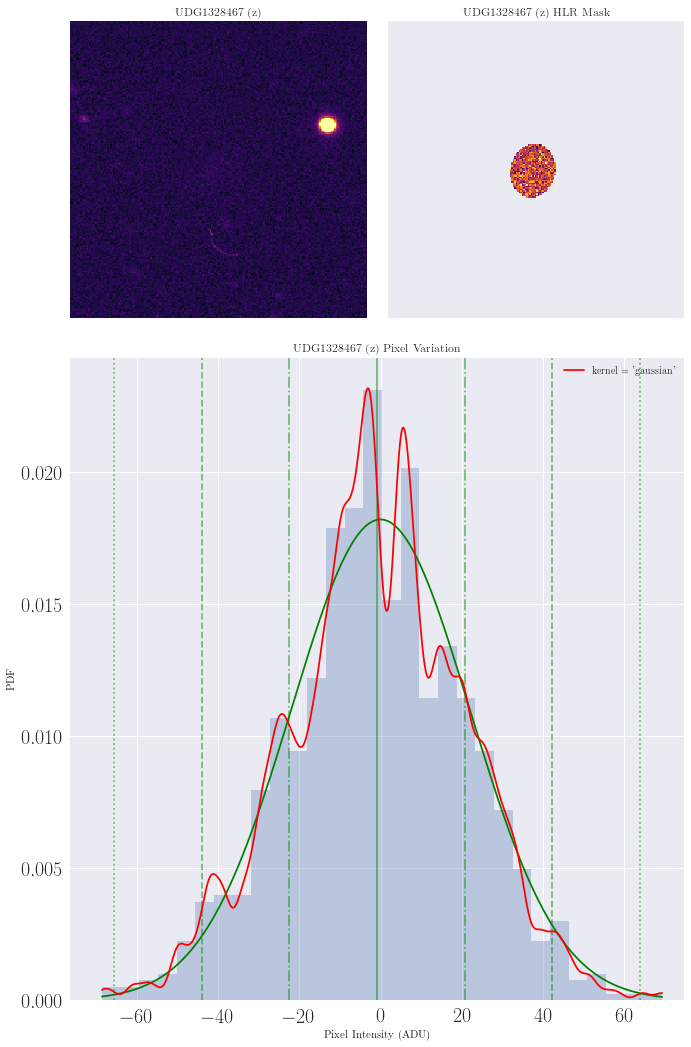 UDG1328467 (z)
UDG1328467 (z) HLR Mask
UDG1328467 (z) Pixel Variation
kernel = 'gaussian'
0.020
0.015
0.010
0.005
0.000
PDF
−60
−40
−20
0
20
40
60
Pixel Intensity (ADU)